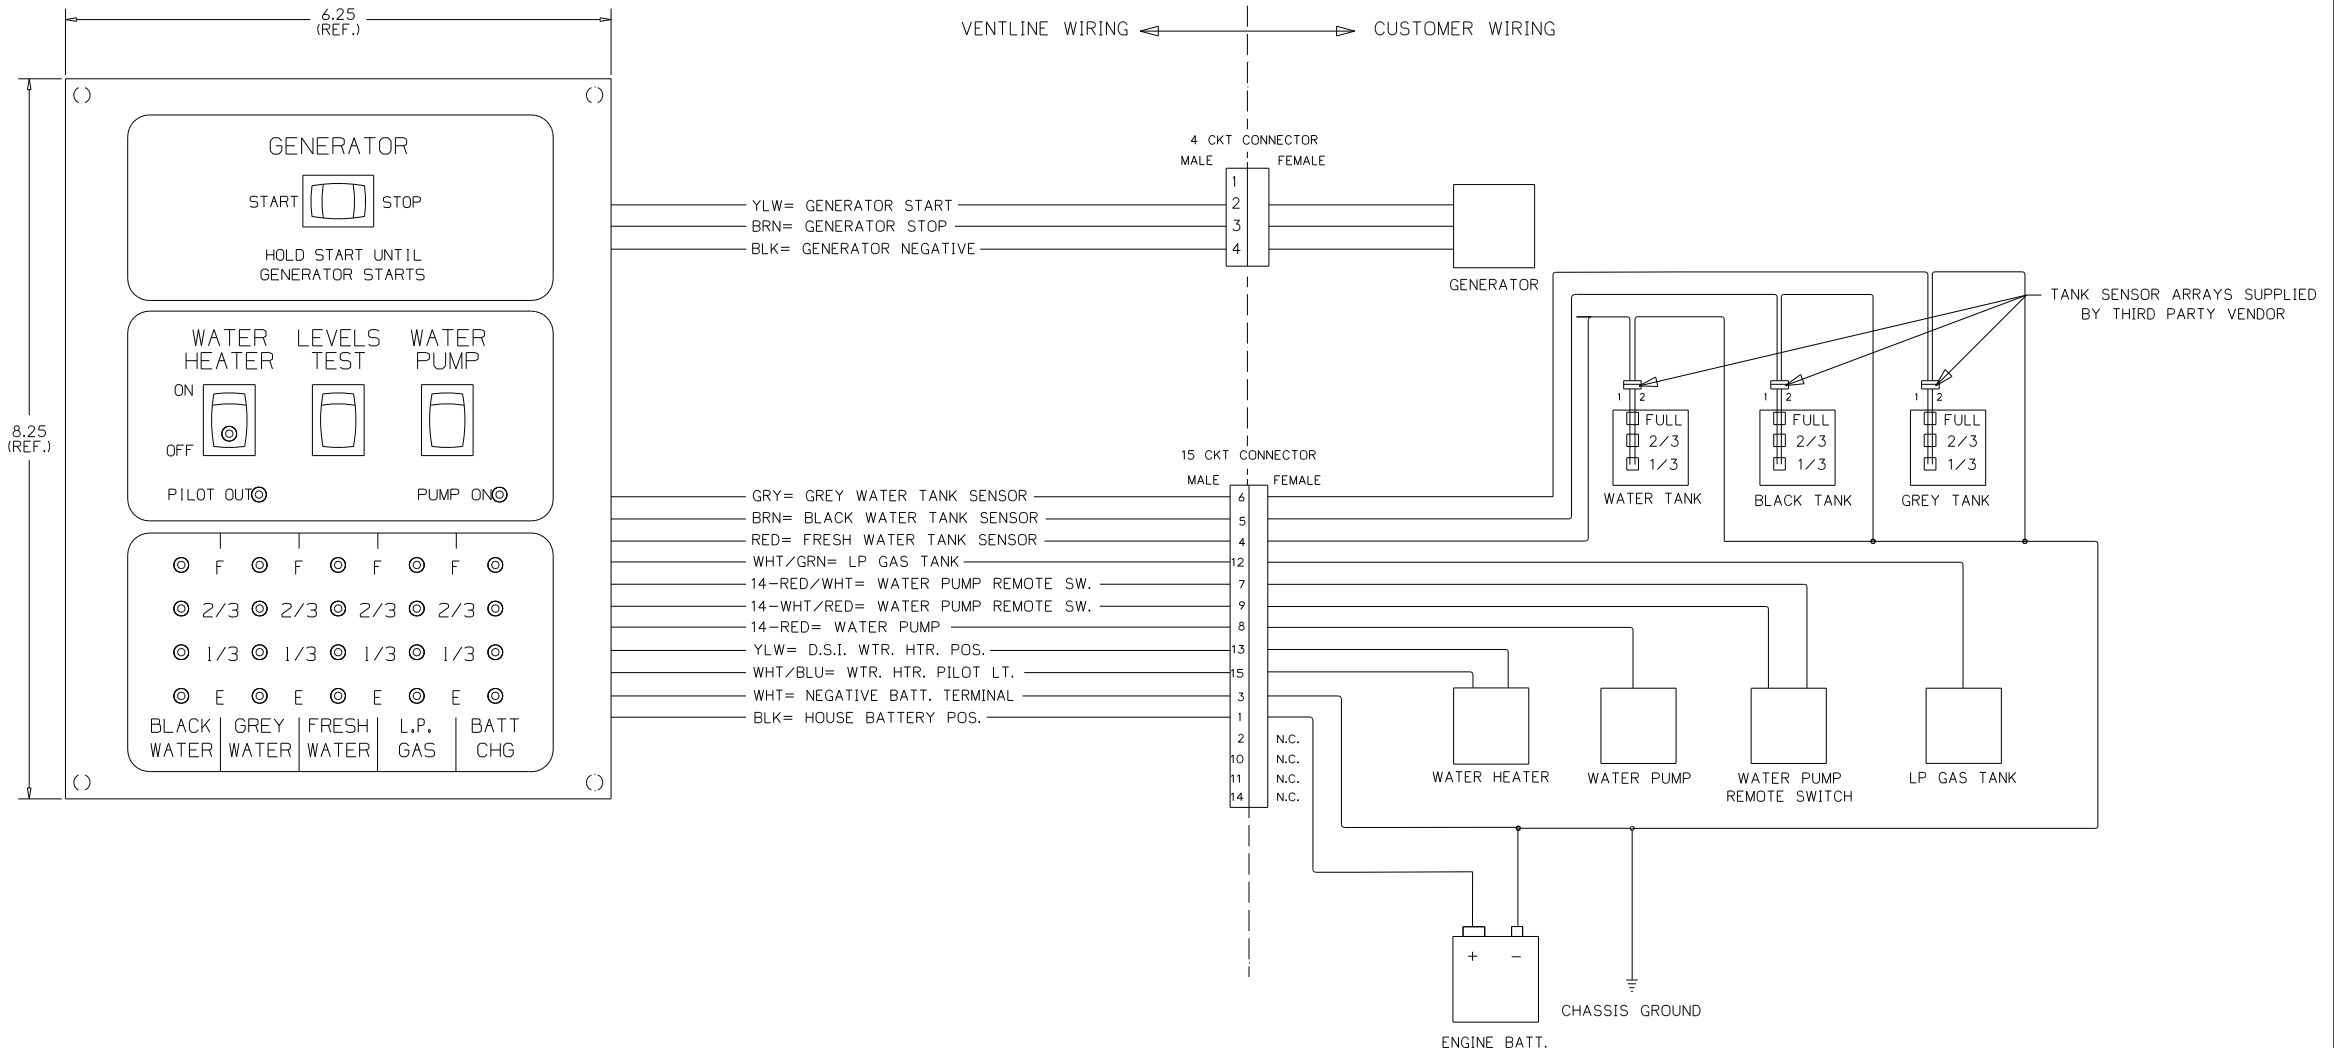 6.25
(REF.)
VENTLINE WIRING
CUSTOMER WIRING
8.25
(REF.)
GENERATOR
START
STOP
HOLD START UNTIL
GENERATOR STARTS
WATER
HEATER
LEVELS
TEST
WATER
PUMP
ON
OFF
PILOT OUT
PUMP ON
F F F F
2/3 2/3 2/3 2/3
1/3 1/3 1/3 1/3
E E E E
BLACK
WATER
GREY
WATER
FRESH
WATER
L.P.
GAS
BATT
CHG
4 CKT CONNECTOR
MALE
FEMALE
1
YLW= GENERATOR START
2
BRN= GENERATOR STOP
3
BLK= GENERATOR NEGATIVE
4
GENERATOR
TANK SENSOR ARRAYS SUPPLIED
BY THIRD PARTY VENDOR
1 2
FULL
2/3
1/3
WATER TANK
1 2
FULL
2/3
1/3
BLACK TANK
1 2
FULL
2/3
1/3
GREY TANK
15 CKT CONNECTOR
MALE
FEMALE
GRY= GREY WATER TANK SENSOR
6
BRN= BLACK WATER TANK SENSOR
5
RED= FRESH WATER TANK SENSOR
4
WHT/GRN= LP GAS TANK
12
14-RED/WHT= WATER PUMP REMOTE SW.
7
14-WHT/RED= WATER PUMP REMOTE SW.
9
14-RED= WATER PUMP
8
YLW= D.S.I. WTR. HTR. POS.
13
WHT/BLU= WTR. HTR. PILOT LT.
15
WHT= NEGATIVE BATT. TERMINAL
3
BLK= HOUSE BATTERY POS.
1
2 N.C.
10 N.C.
11 N.C.
14 N.C.
WATER HEATER
WATER PUMP
WATER PUMP
REMOTE SWITCH
LP GAS TANK
+ −
ENGINE BATT.
CHASSIS GROUND